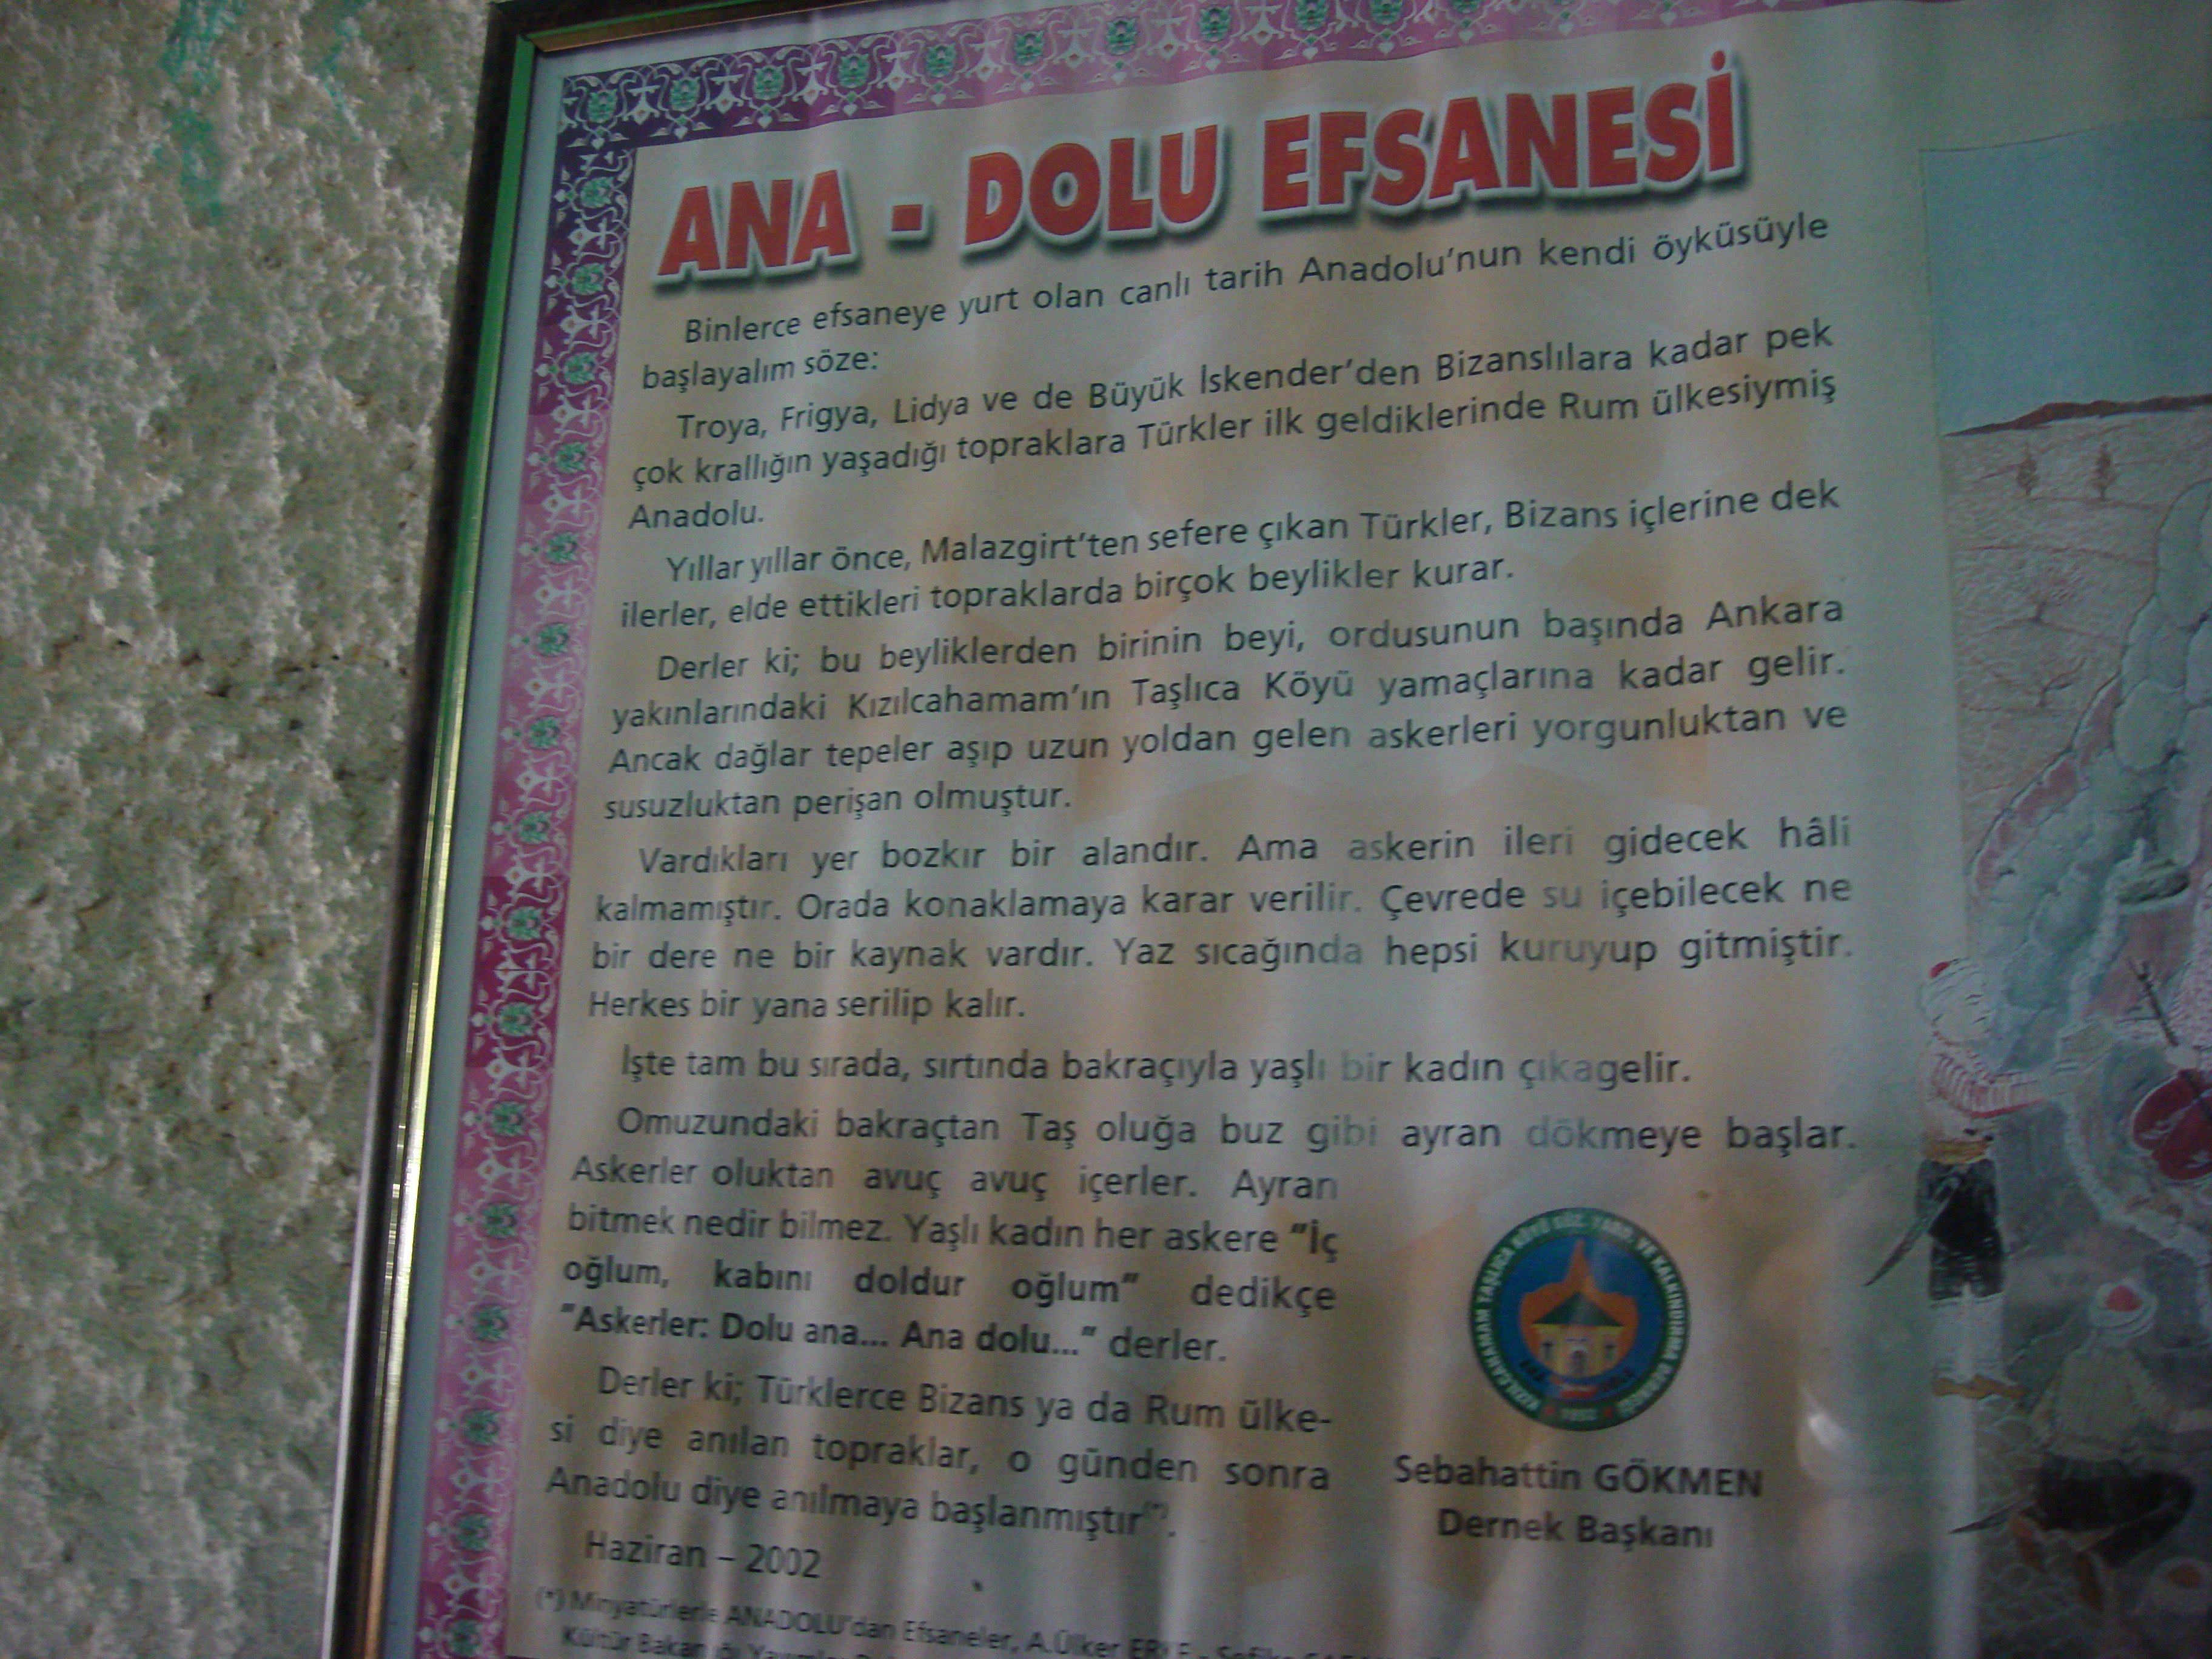 ANA - DOLU EFSANESİ
Binlerce efsaneye yurt olan canlı tarih Anadolu'nun kendi öyküsüyle
başlayalım söze:
Troya, Frigya, Lidya ve de Büyük İskender'den Bizanslılara kadar pek
çok krallığın yaşadığı topraklara Türkler ilk geldiklerinde Rum ülkesiymiş
Anadolu.
Yıllar yıllar önce, Malazgirt'ten sefere çıkan Türkler, Bizans içlerine dek
ilerler, elde ettikleri topraklarda birçok beylikler kurar.
Derler ki; bu beyliklerden birinin beyi, ordusunun başında Ankara
yakınlarındaki Kızılcahamam'ın Taşlıca Köyü yamaçlarına kadar gelir.
Ancak dağlar tepeler aşıp uzun yoldan gelen askerleri yorgunluktan ve
susuzluktan perişan olmuştur.
Vardıkları yer bozkır bir alandır. Ama askerin ileri gidecek hâli
kalmamıştır. Orada konaklamaya karar verilir. Çevrede su içebilecek ne
bir dere ne bir kaynak vardır. Yaz sıcağında hepsi kuruyup gitmiştir.
Herkes bir yana serilip kalır.
İşte tam bu sırada, sırtında bakraçıyla yaşlı bir kadın çıkagelir.
Omuzundaki bakraçtan Taş oluğa buz gibi ayran dökmeye başlar.
Askerler oluktan avuç avuç içerler. Ayran
bitmek nedir bilmez. Yaşlı kadın her askere "İç
oğlum, kabını doldur oğlum" dedikçe
"Askerler: Dolu ana... Ana dolu..." derler.
Derler ki; Türklerce Bizans ya da Rum ülke-
si diye anılan topraklar, o günden sonra
Anadolu diye anılmaya başlanmıştır(*).
Haziran – 2002
KIZILCAHAMAM TAŞLICA KÖYÜ YARD. VE KALKINDIRMA DERNEĞİ
1992
Sebahattin GÖKMEN
Dernek Başkanı
(*) Minyatürlerle ANADOLU'dan Efsaneler, A.Ülker
Kültür